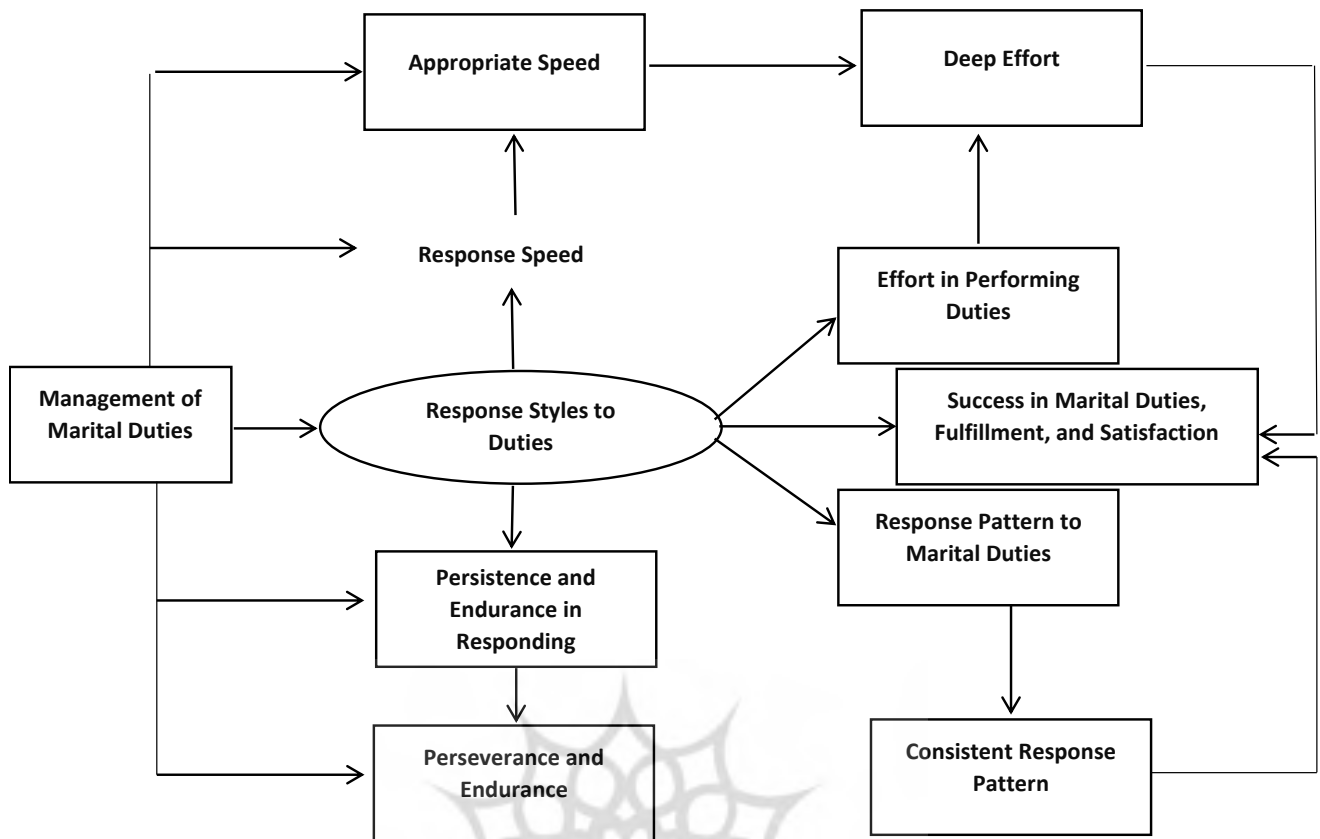 Appropriate Speed
Deep Effort
Response Speed
Effort in Performing
Duties
Management of
Marital Duties
Response Styles to
Duties
Success in Marital Duties,
Fulfillment, and Satisfaction
Response Pattern to
Marital Duties
Persistence and
Endurance in
Responding
Perseverance and
Endurance
Consistent Response
Pattern